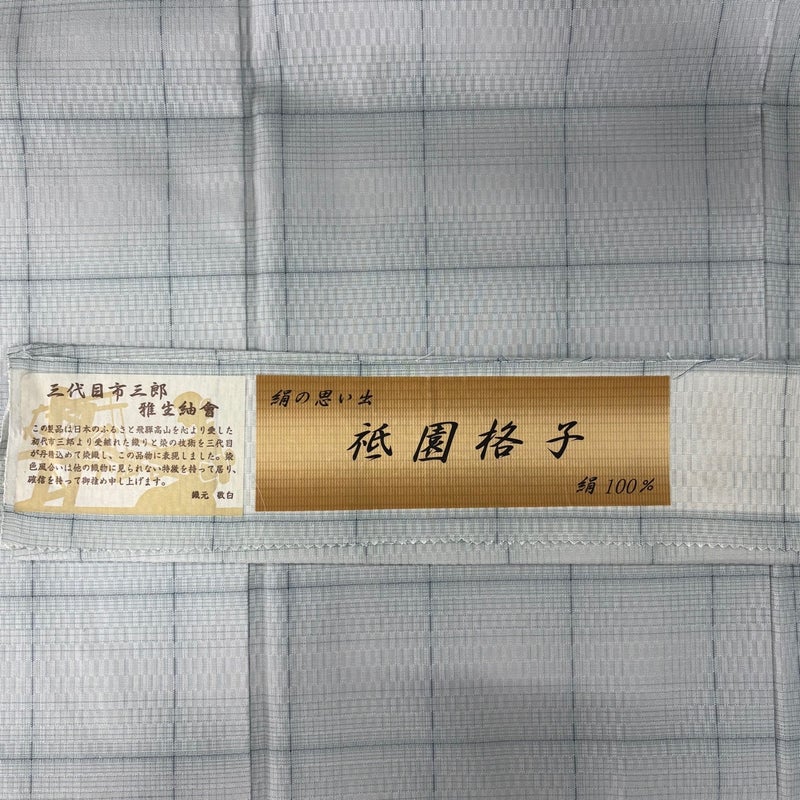 三代目市三郎
雅生紬會
この製品は日本のふるさと飛騨高山を心より愛した
初代市三郎より受継れた織りと染の技術を三代目
が丹精込めて染織し、この品物に表現しました。染
色風合いは他の織物に見られない特徴を持って居り、
確信を持って御推め申し上げます。
織元 敬白
絹の思い出
祗園格子
絹 100%